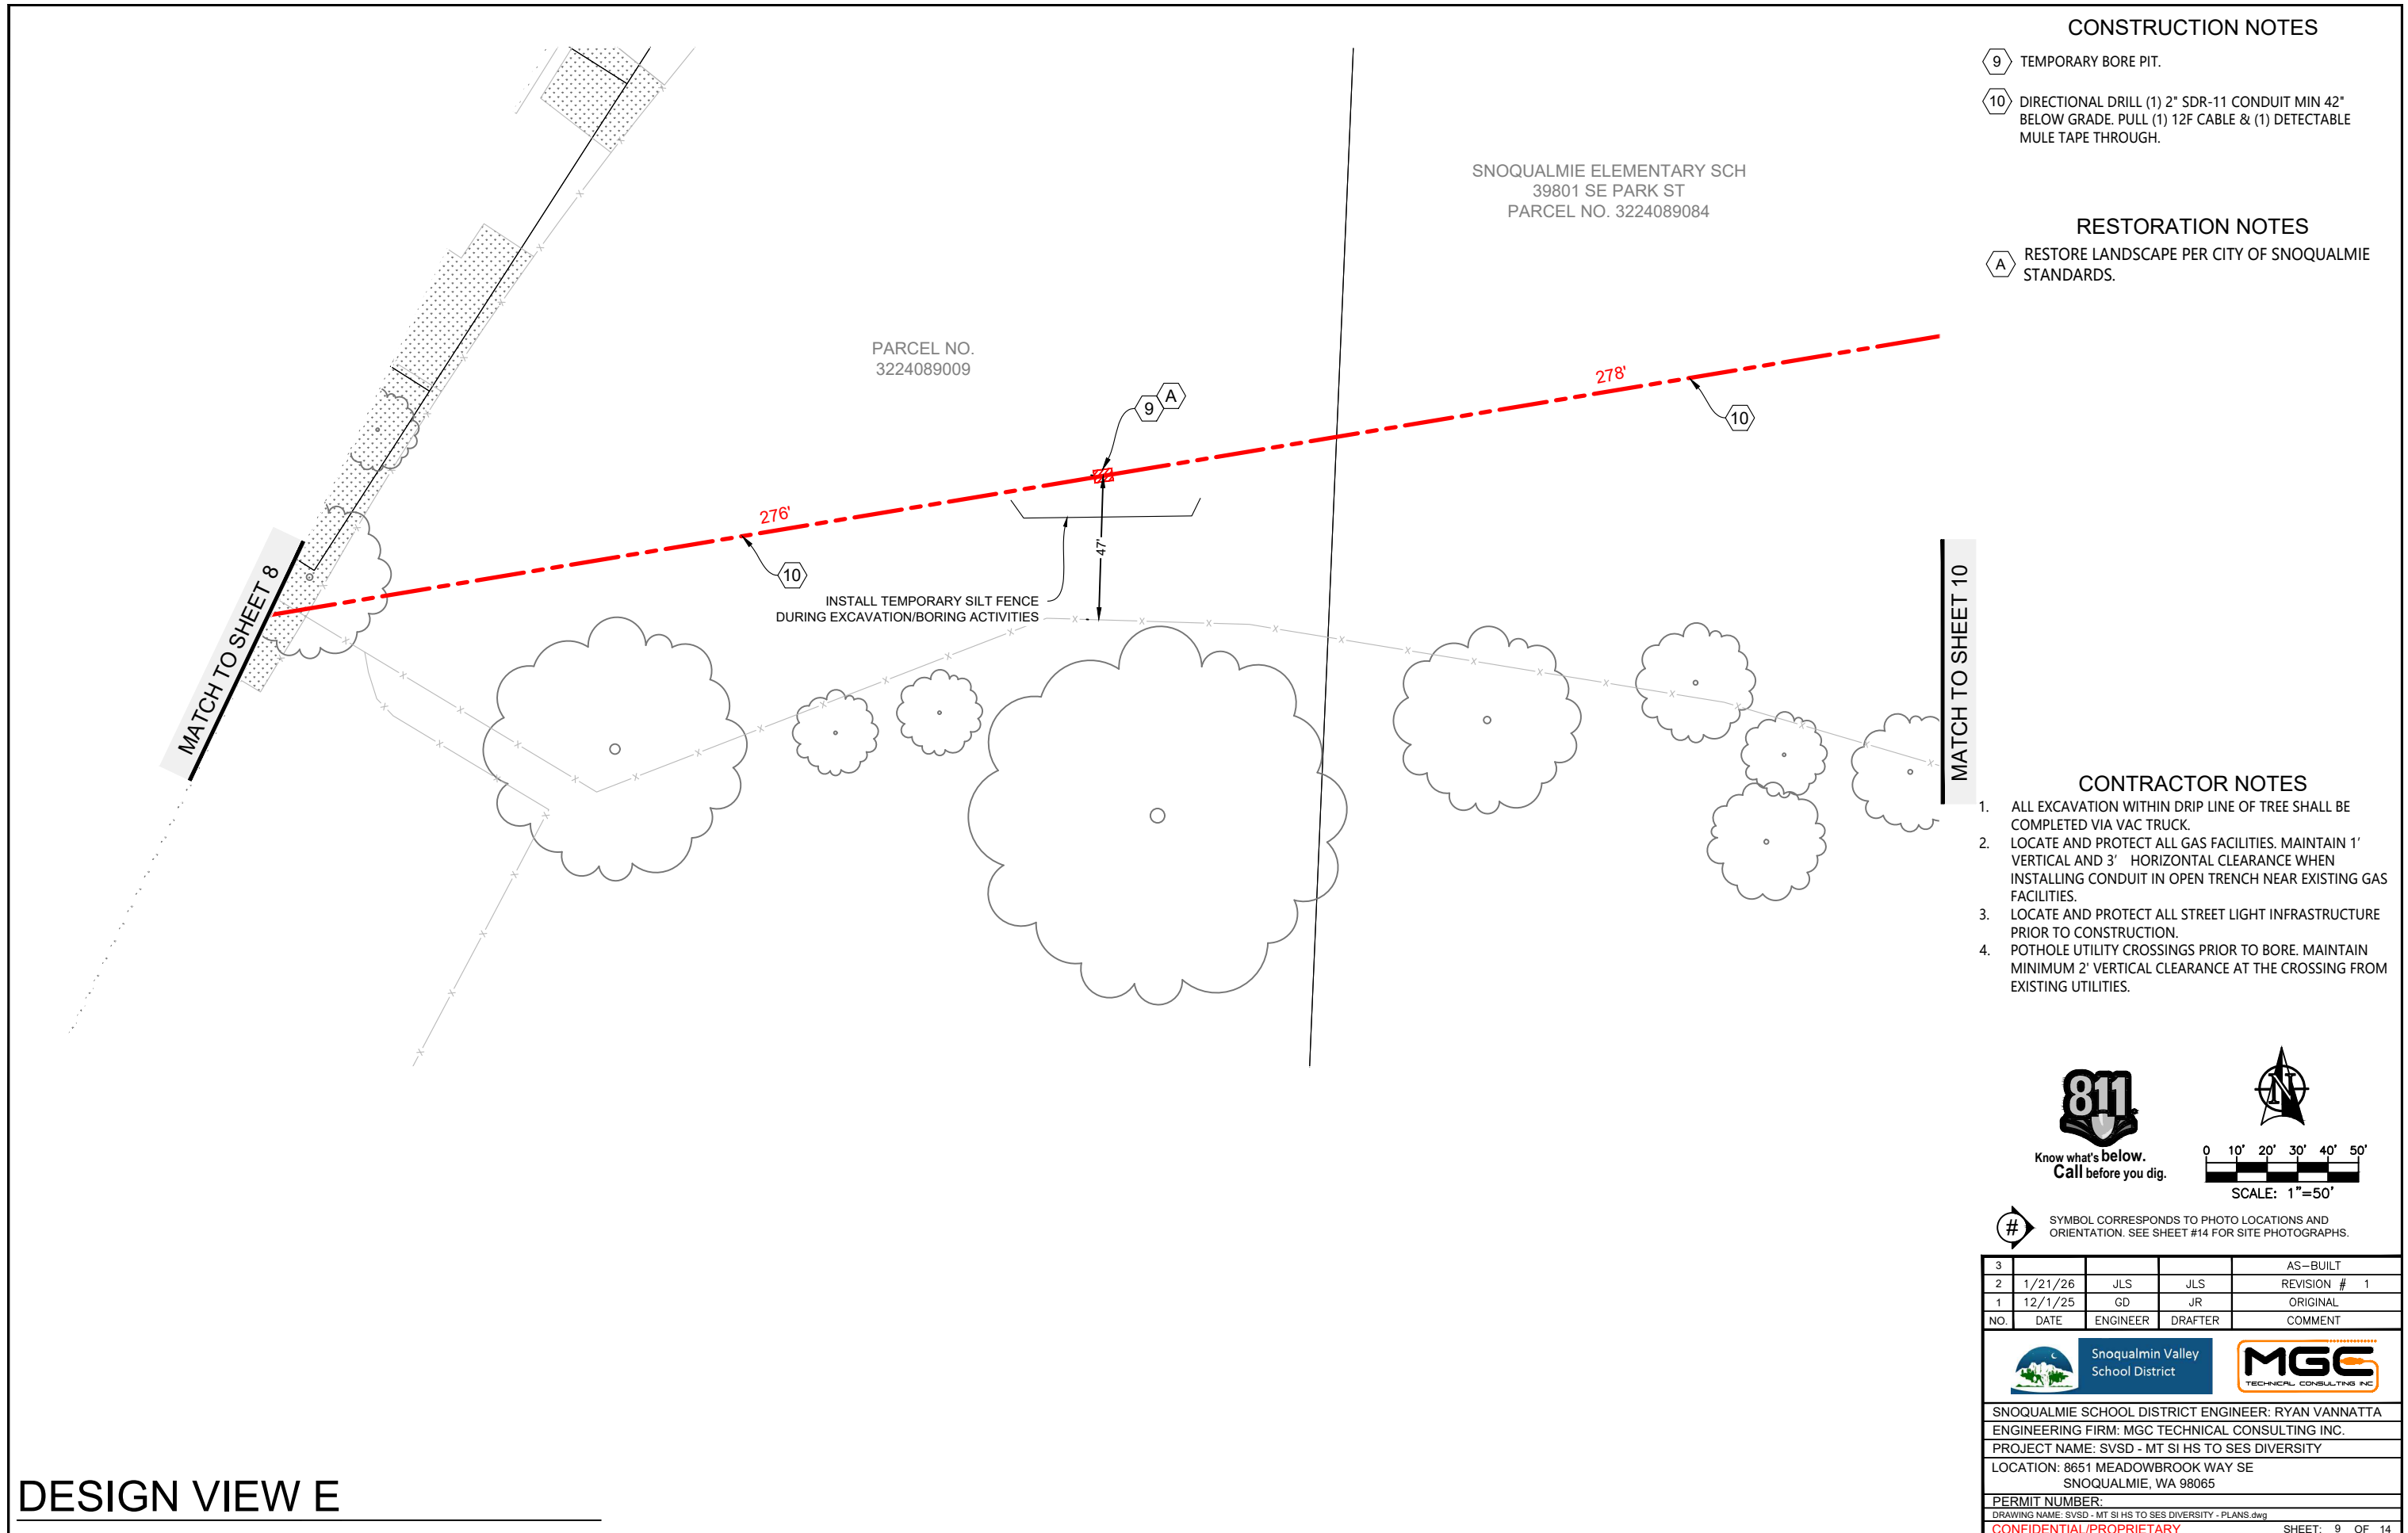 CONSTRUCTION NOTES
9 TEMPORARY BORE PIT.
10 DIRECTIONAL DRILL (1) 2" SDR-11 CONDUIT MIN 42"
BELOW GRADE. PULL (1) 12F CABLE & (1) DETECTABLE
MULE TAPE THROUGH.
RESTORATION NOTES
A RESTORE LANDSCAPE PER CITY OF SNOQUALMIE
STANDARDS.
SNOQUALMIE ELEMENTARY SCH
39801 SE PARK ST
PARCEL NO. 3224089084
PARCEL NO.
3224089009
9 A
278'
10
276'
10
47'
INSTALL TEMPORARY SILT FENCE
DURING EXCAVATION/BORING ACTIVITIES
MATCH TO SHEET 8
MATCH TO SHEET 10
CONTRACTOR NOTES
1. ALL EXCAVATION WITHIN DRIP LINE OF TREE SHALL BE
COMPLETED VIA VAC TRUCK.
2. LOCATE AND PROTECT ALL GAS FACILITIES. MAINTAIN 1'
VERTICAL AND 3' HORIZONTAL CLEARANCE WHEN
INSTALLING CONDUIT IN OPEN TRENCH NEAR EXISTING GAS
FACILITIES.
3. LOCATE AND PROTECT ALL STREET LIGHT INFRASTRUCTURE
PRIOR TO CONSTRUCTION.
4. POTHOLE UTILITY CROSSINGS PRIOR TO BORE. MAINTAIN
MINIMUM 2' VERTICAL CLEARANCE AT THE CROSSING FROM
EXISTING UTILITIES.
811
Know what's below.
Call before you dig.
N
0 10' 20' 30' 40' 50'
SCALE: 1"=50'
# SYMBOL CORRESPONDS TO PHOTO LOCATIONS AND
ORIENTATION. SEE SHEET #14 FOR SITE PHOTOGRAPHS.
3 AS-BUILT
2 1/21/26 JLS JLS REVISION # 1
1 12/1/25 GD JR ORIGINAL
NO. DATE ENGINEER DRAFTER COMMENT
Snoqualmin Valley
School District
MGC
TECHNICAL CONSULTING INC
SNOQUALMIE SCHOOL DISTRICT ENGINEER: RYAN VANNATTA
ENGINEERING FIRM: MGC TECHNICAL CONSULTING INC.
PROJECT NAME: SVSD - MT SI HS TO SES DIVERSITY
LOCATION: 8651 MEADOWBROOK WAY SE
SNOQUALMIE, WA 98065
PERMIT NUMBER:
DRAWING NAME: SVSD - MT SI HS TO SES DIVERSITY - PLANS.dwg
CONFIDENTIAL/PROPRIETARY SHEET: 9 OF 14
DESIGN VIEW E